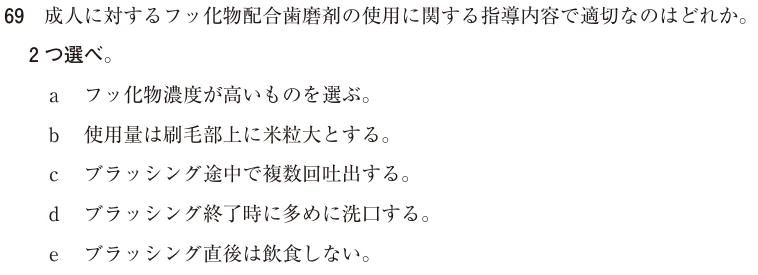 69 成人に対するフッ化物配合歯磨剤の使用に関する指導内容で適切なのはどれか。
2つ選べ。
a フッ化物濃度が高いものを選ぶ。
b 使用量は刷毛部上に米粒大とする。
c ブラッシング途中で複数回吐出する。
d ブラッシング終了時に多めに洗口する。
e ブラッシング直後は飲食しない。